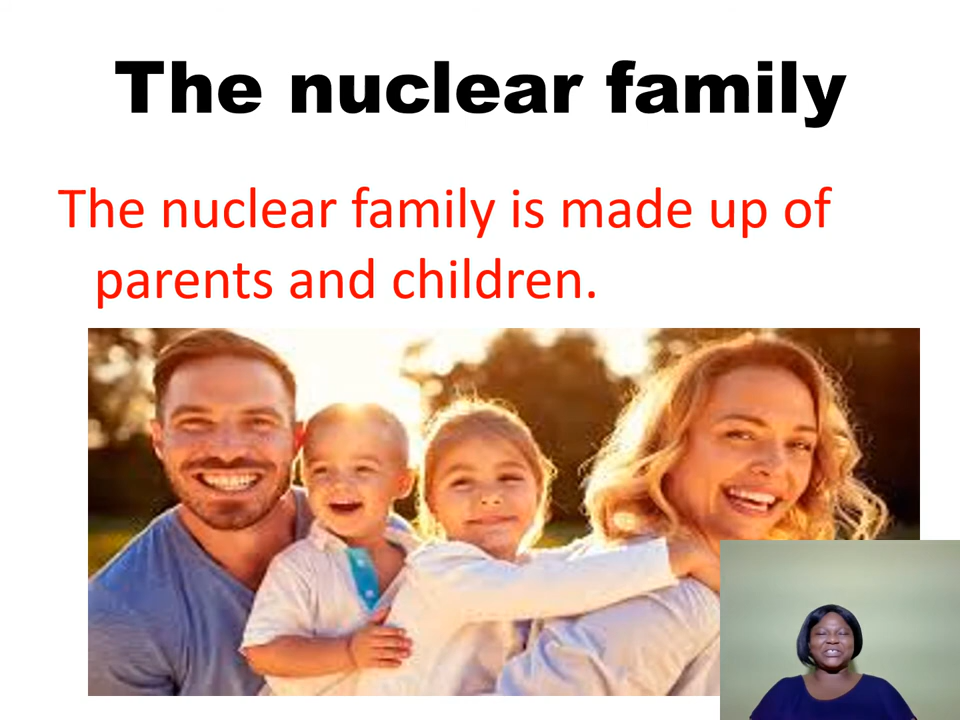 The nuclear family
The nuclear family is made up of
parents and children.